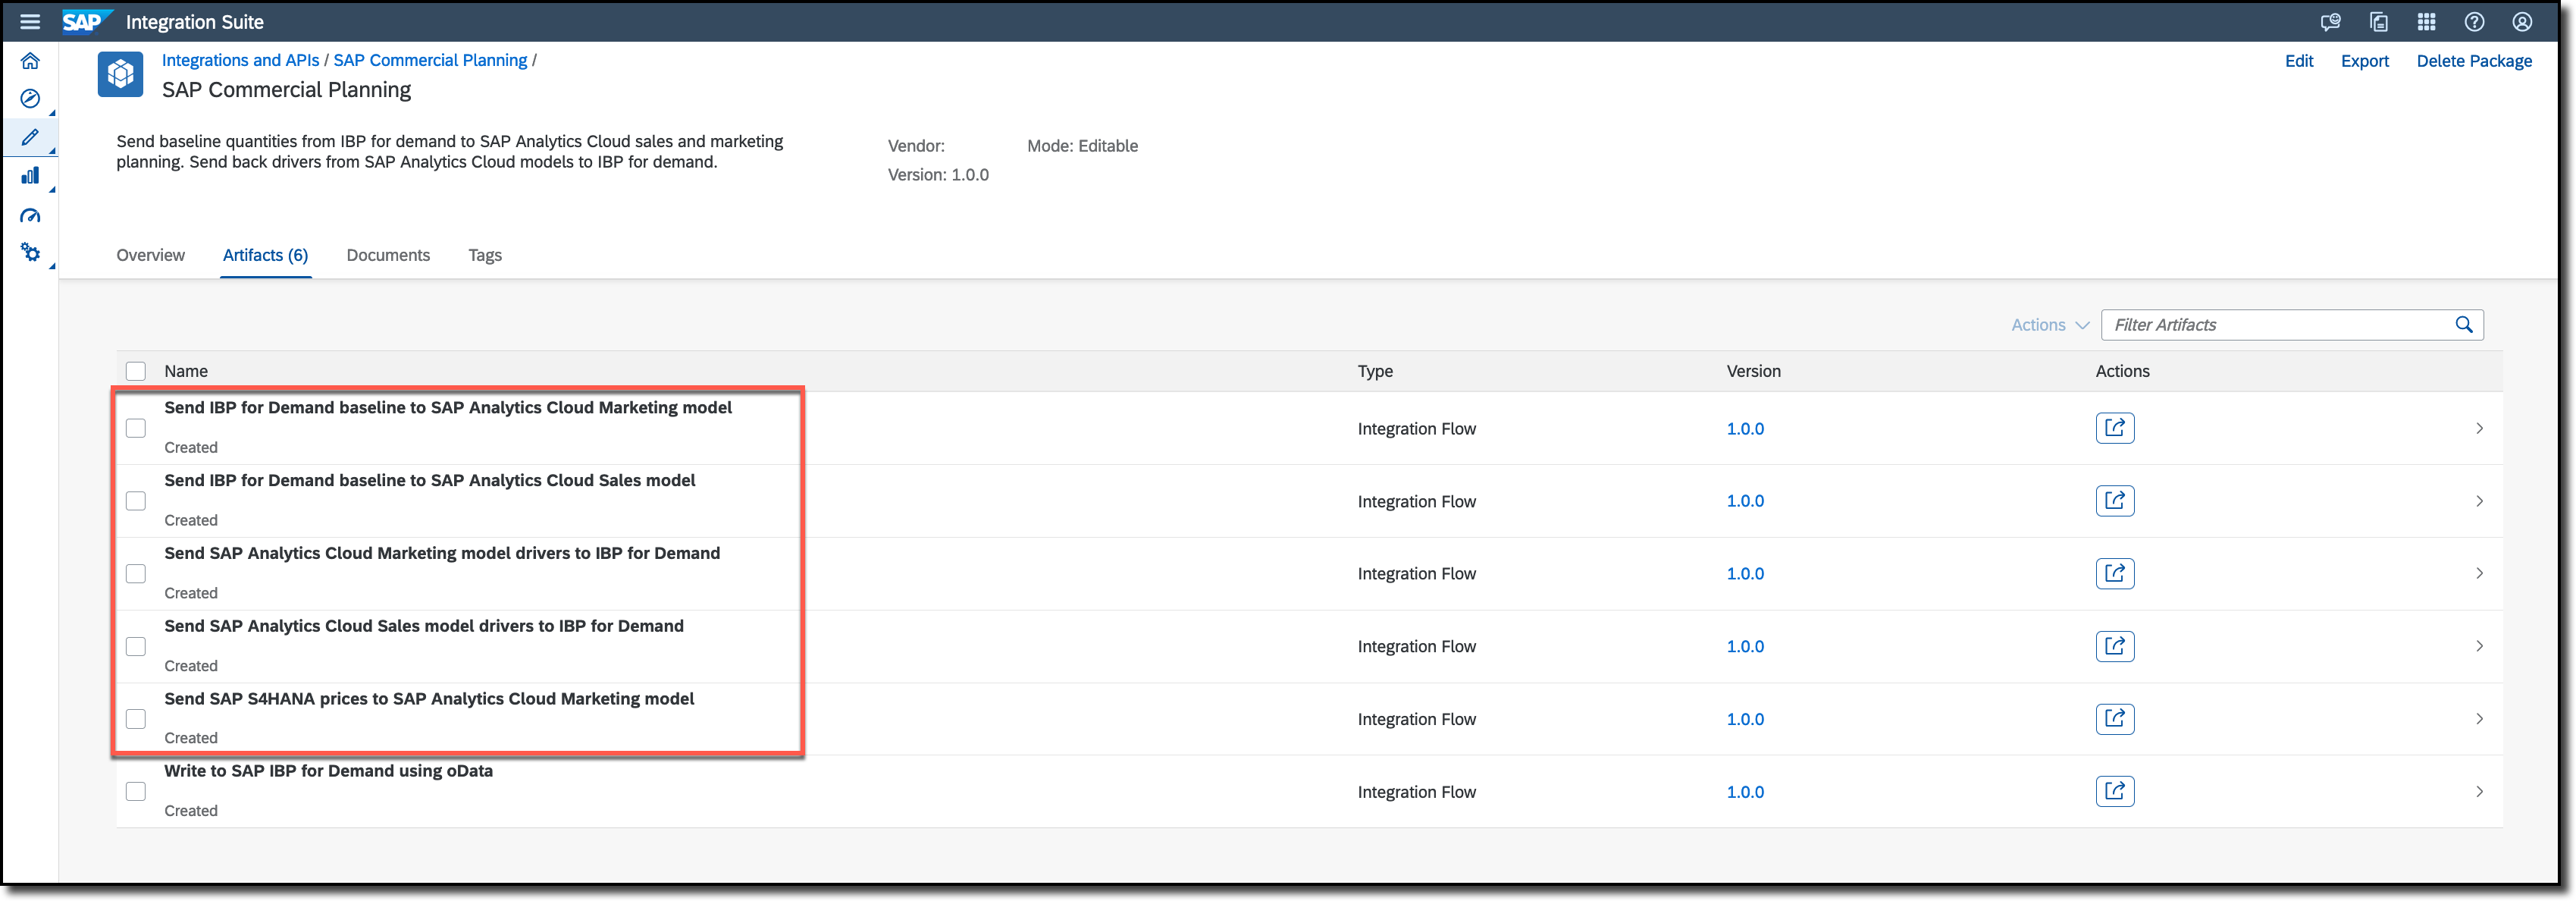 SAP Integration Suite
Integrations and APIs / SAP Commercial Planning /
Edit Export Delete Package
SAP Commercial Planning
Send baseline quantities from IBP for demand to SAP Analytics Cloud sales and marketing
planning. Send back drivers from SAP Analytics Cloud models to IBP for demand.
Vendor: Mode: Editable
Version: 1.0.0
Overview Artifacts (6) Documents Tags
Actions Filter Artifacts
Name Type Version Actions
Send IBP for Demand baseline to SAP Analytics Cloud Marketing model
Integration Flow 1.0.0
Created
Send IBP for Demand baseline to SAP Analytics Cloud Sales model
Integration Flow 1.0.0
Created
Send SAP Analytics Cloud Marketing model drivers to IBP for Demand
Integration Flow 1.0.0
Created
Send SAP Analytics Cloud Sales model drivers to IBP for Demand
Integration Flow 1.0.0
Created
Send SAP S4HANA prices to SAP Analytics Cloud Marketing model
Integration Flow 1.0.0
Created
Write to SAP IBP for Demand using oData
Integration Flow 1.0.0
Created